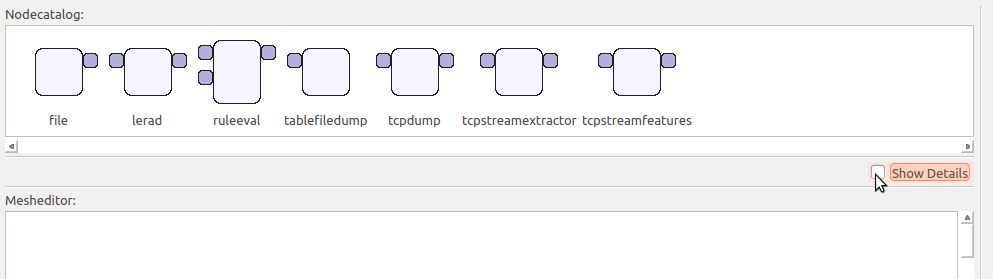 Nodecatalog:
file lerad ruleeval tablefiledump tcpdump tcpstreamextractor tcpstreamfeatures
Show Details
Mesheditor: